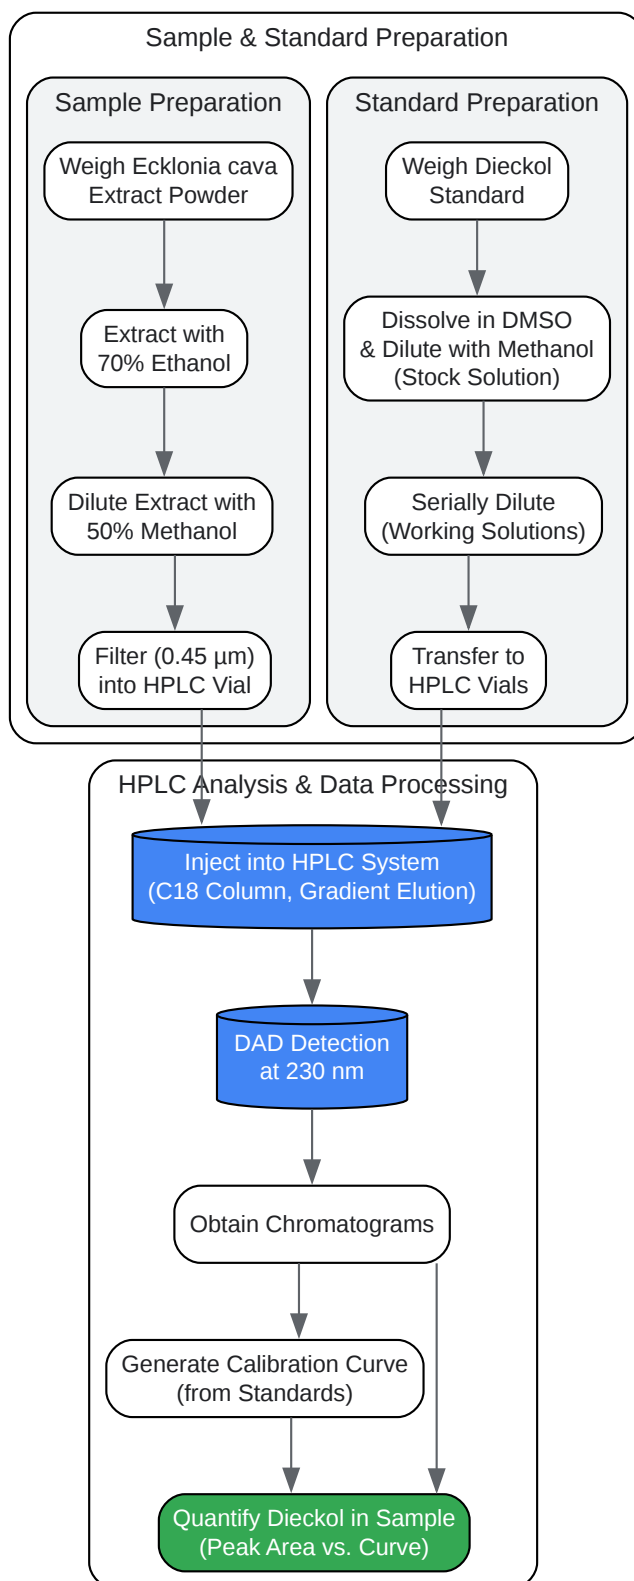 Sample & Standard Preparation
Sample Preparation
Weigh Ecklonia cava
Extract Powder
Extract with
70% Ethanol
Dilute Extract with
50% Methanol
Filter (0.45 µm)
into HPLC Vial
Standard Preparation
Weigh Dieckol
Standard
Dissolve in DMSO
& Dilute with Methanol
(Stock Solution)
Serially Dilute
(Working Solutions)
Transfer to
HPLC Vials
HPLC Analysis & Data Processing
Inject into HPLC System
(C18 Column, Gradient Elution)
DAD Detection
at 230 nm
Obtain Chromatograms
Generate Calibration Curve
(from Standards)
Quantify Dieckol in Sample
(Peak Area vs. Curve)